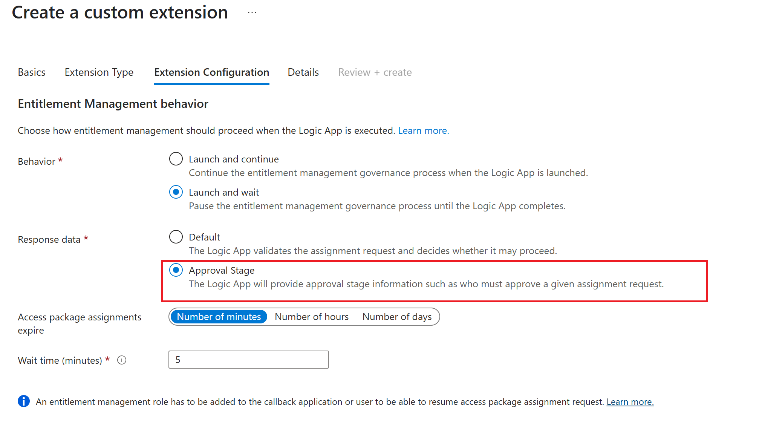 Create a custom extension ...
Basics Extension Type Extension Configuration Details Review + create
Entitlement Management behavior
Choose how entitlement management should proceed when the Logic App is executed. Learn more.
Behavior *
Launch and continue
Continue the entitlement management governance process when the Logic App is launched.
Launch and wait
Pause the entitlement management governance process until the Logic App completes.
Response data *
Default
The Logic App validates the assignment request and decides whether it may proceed.
Approval Stage
The Logic App will provide approval stage information such as who must approve a given assignment request.
Access package assignments
expire
Number of minutes Number of hours Number of days
Wait time (minutes) *
5
An entitlement management role has to be added to the callback application or user to be able to resume access package assignment request. Learn more.